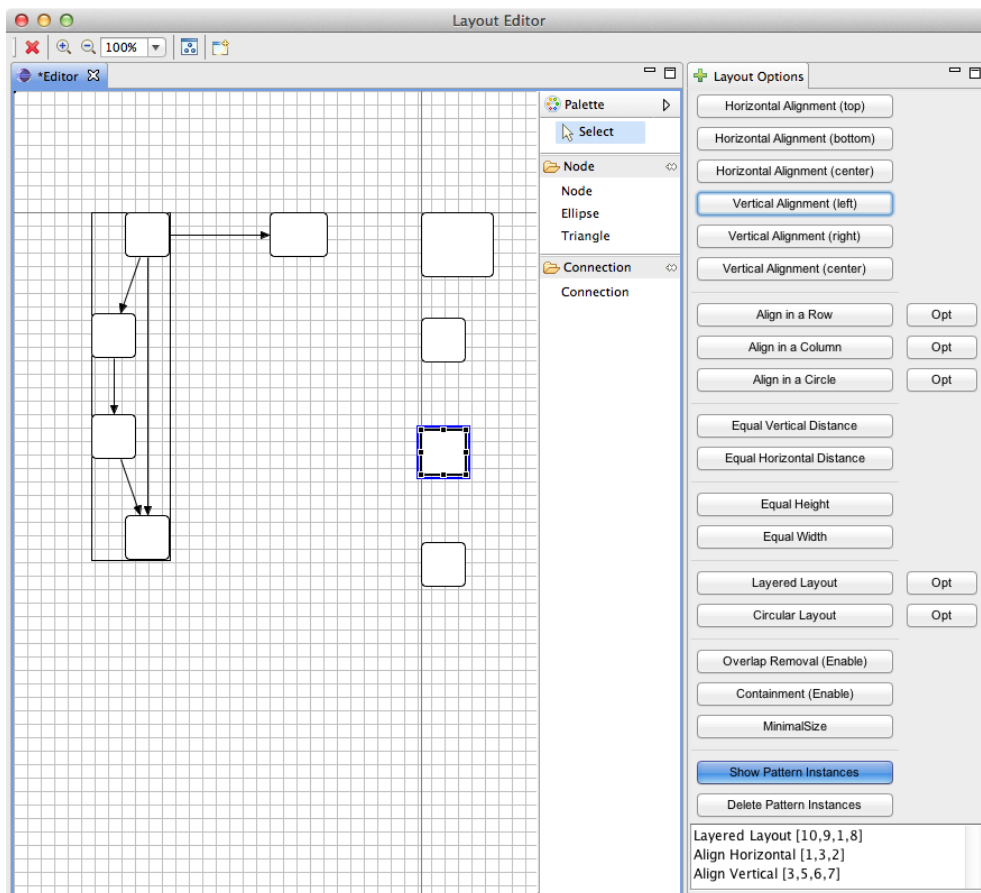 Layout Editor
100%
*Editor
Layout Options
Palette
Select
Node
Node
Ellipse
Triangle
Connection
Connection
Horizontal Alignment (top)
Horizontal Alignment (bottom)
Horizontal Alignment (center)
Vertical Alignment (left)
Vertical Alignment (right)
Vertical Alignment (center)
Align in a Row Opt
Align in a Column Opt
Align in a Circle Opt
Equal Vertical Distance
Equal Horizontal Distance
Equal Height
Equal Width
Layered Layout Opt
Circular Layout Opt
Overlap Removal (Enable)
Containment (Enable)
MinimalSize
Show Pattern Instances
Delete Pattern Instances
Layered Layout [10,9,1,8]
Align Horizontal [1,3,2]
Align Vertical [3,5,6,7]